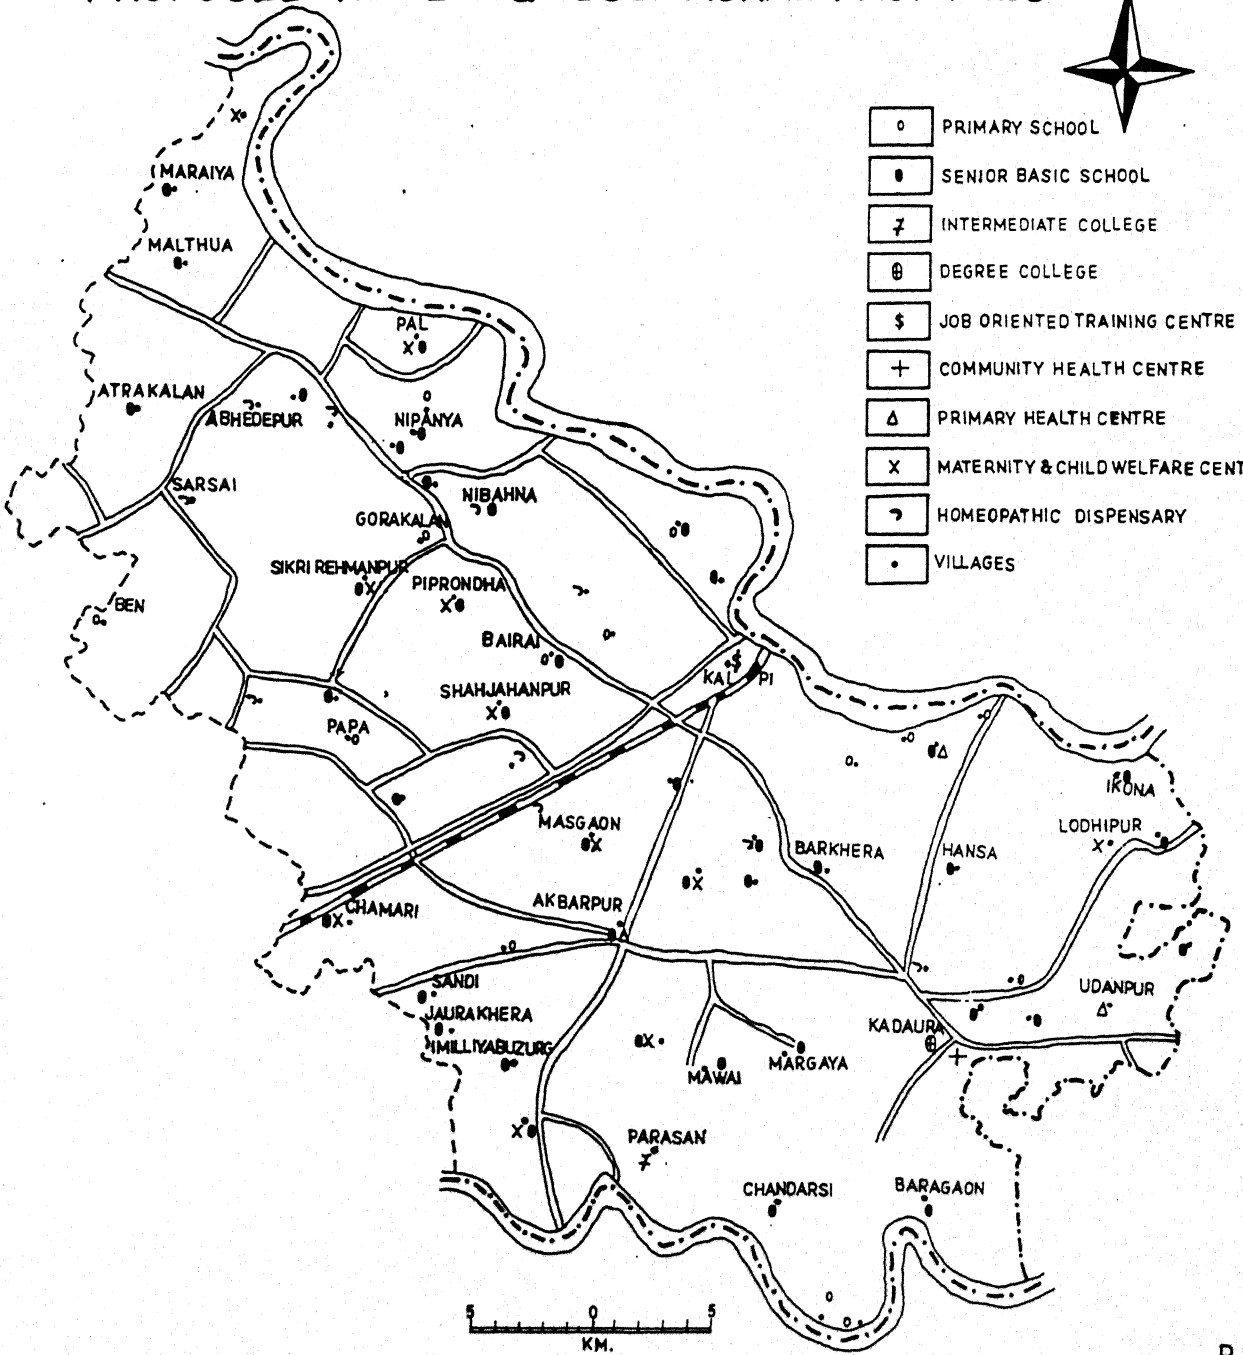 PRIMARY SCHOOL
SENIOR BASIC SCHOOL
INTERMEDIATE COLLEGE
DEGREE COLLEGE
$ JOB ORIENTED TRAINING CENTRE
COMMUNITY HEALTH CENTRE
PRIMARY HEALTH CENTRE
X MATERNITY & CHILD WELFARE CENT
HOMEOPATHIC DISPENSARY
VILLAGES
MARAIYA
MALTHUA
PAL
ATRAKALAN
ABHEDEPUR
NIPANYA
SARSAI
NIBAHNA
GORAKALAN
SIKRI REHMANPUR
PIPRONDHA
BEN
BAIRAI
KALPI
SHAHJAHANPUR
PAPA
IKONA
MASGAON
LODHIPUR
BARKHERA
HANSA
CHAMARI
AKBARPUR
SANDI
UDANPUR
JAURAKHERA
KADAURA
IMILLIYABUZURG
MAWAI
MARGAYA
PARASAN
CHANDARSI
BARAGAON
5 0 5
KM.